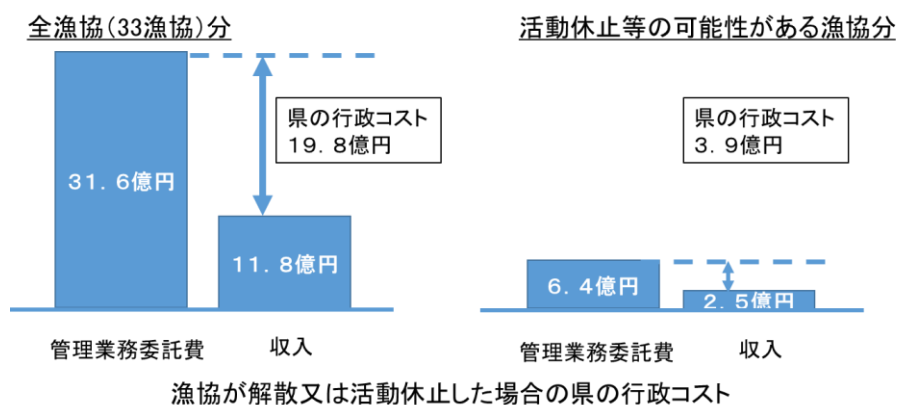 全漁協(33漁協)分
県の行政コスト
19.8億円
31.6億円
11.8億円
管理業務委託費
収入
活動休止等の可能性がある漁協分
県の行政コスト
3.9億円
6.4億円
2.5億円
管理業務委託費
収入
漁協が解散又は活動休止した場合の県の行政コスト